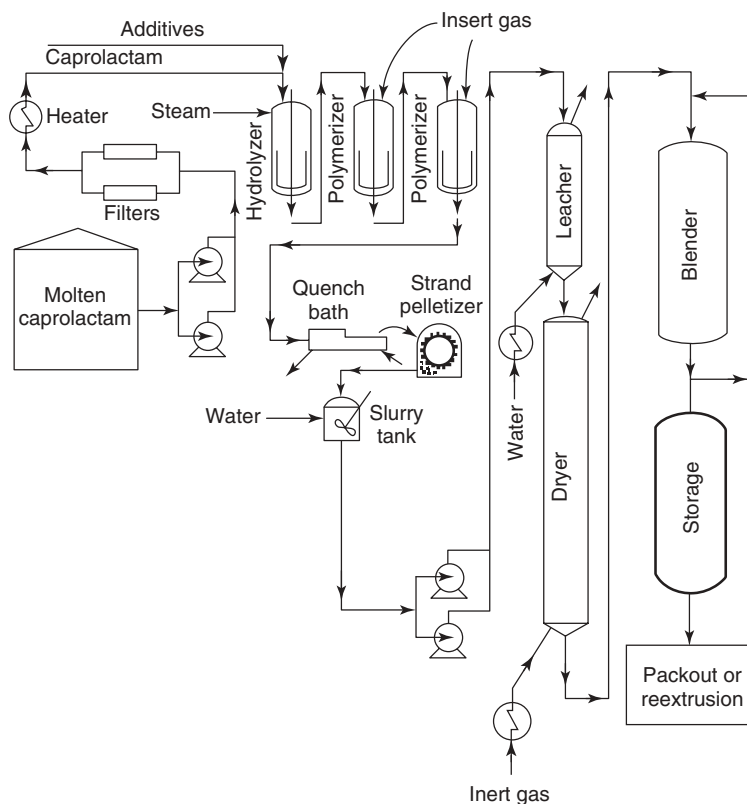 Additives
Caprolactam
Insert gas
Heater
Steam
Hydrolyzer
Polymerizer
Polymerizer
Filters
Molten
caprolactam
Quench
bath
Strand
pelletizer
Water
Slurry
tank
Leacher
Water
Dryer
Inert gas
Blender
Storage
Packout or
reextrusion